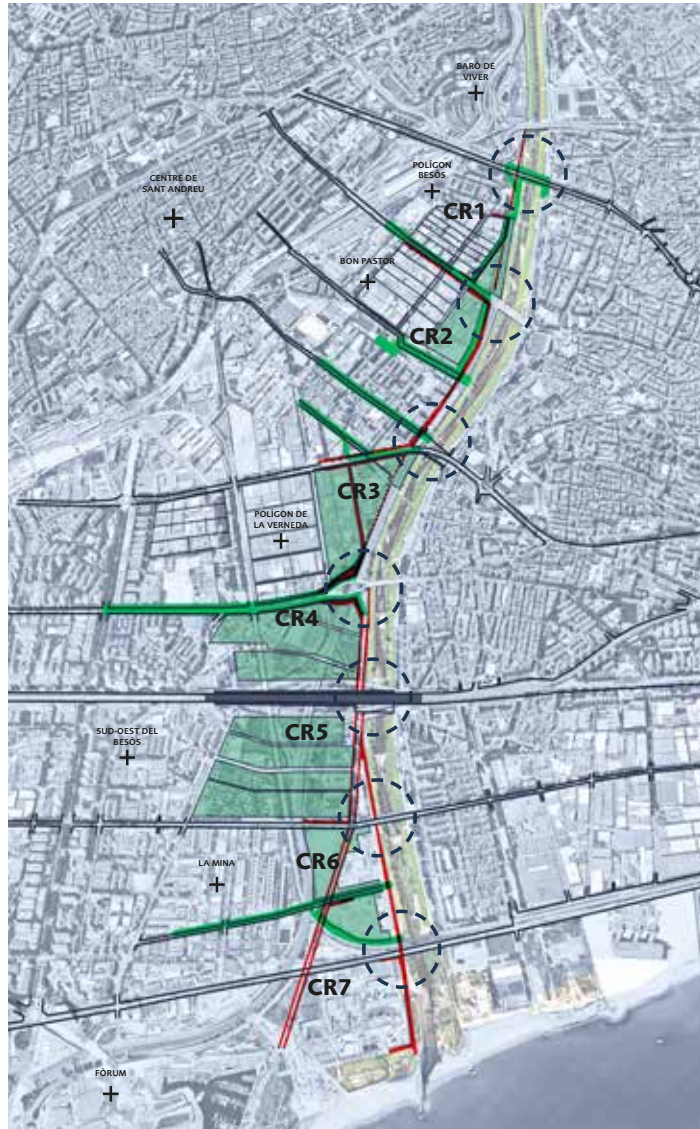 BARÓ DE
VIVER
POLÍGON
BESÒS
CENTRE DE
SANT ANDREU
CR1
BON PASTOR
CR2
CR3
POLÍGON DE
LA VERNEDA
CR4
CR5
SUD-OEST DEL
BESÒS
CR6
LA MINA
CR7
FÒRUM